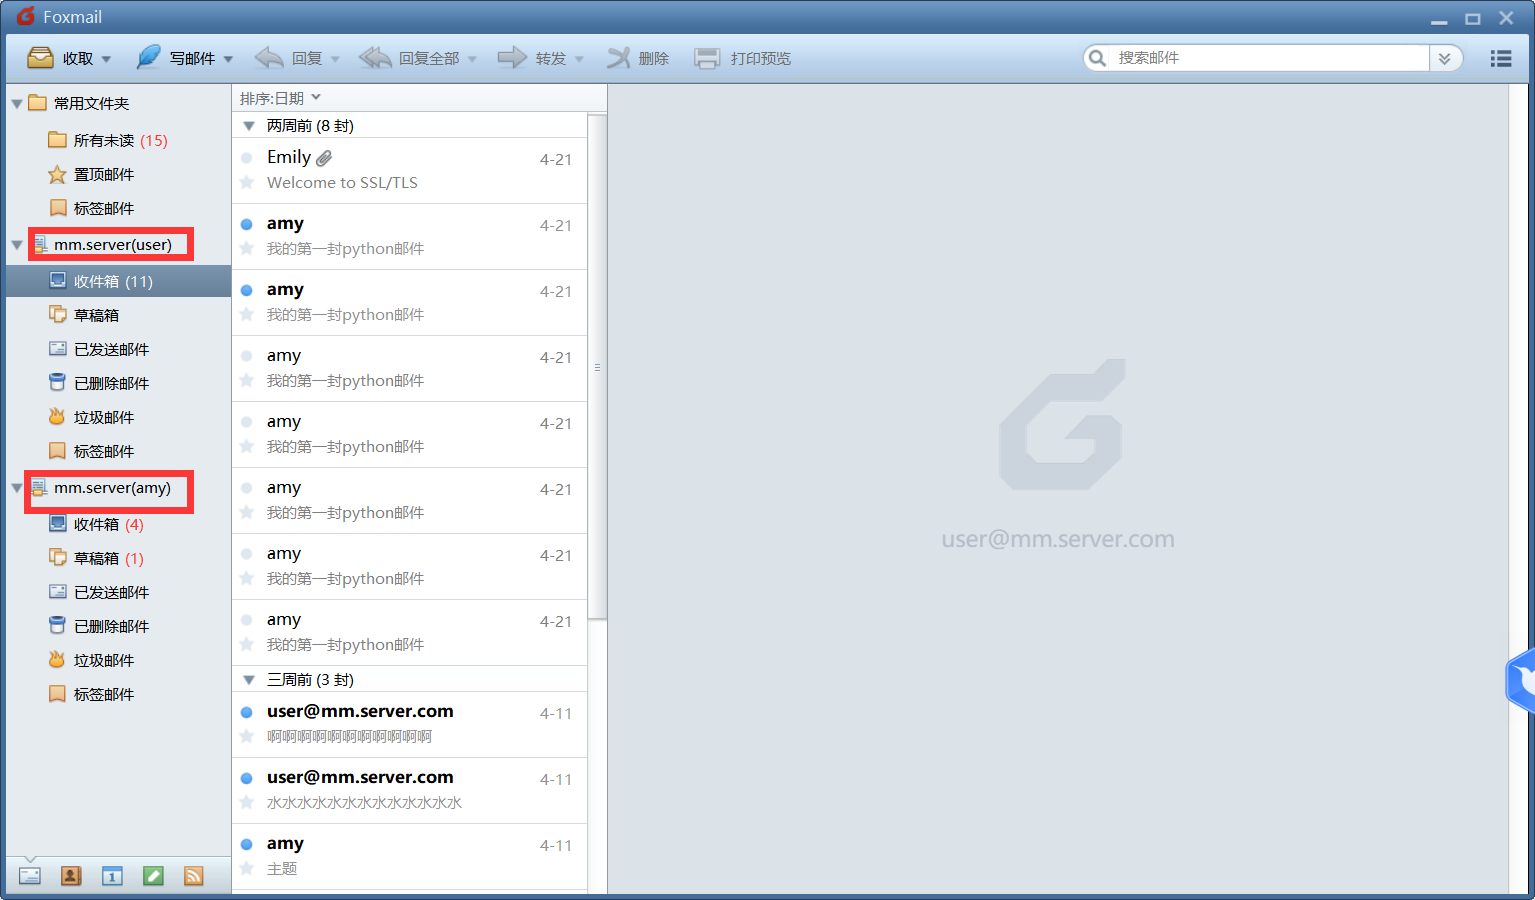 Foxmail
收取 写邮件 回复 回复全部 转发 删除 打印预览 搜索邮件
常用文件夹
所有未读 (15)
置顶邮件
标签邮件
mm.server(user)
收件箱 (11)
草稿箱
已发送邮件
已删除邮件
垃圾邮件
标签邮件
mm.server(amy)
收件箱 (4)
草稿箱 (1)
已发送邮件
已删除邮件
垃圾邮件
标签邮件
1
排序:日期
两周前 (8 封)
Emily 4-21
Welcome to SSL/TLS
amy 4-21
我的第一封python邮件
amy 4-21
我的第一封python邮件
amy 4-21
我的第一封python邮件
amy 4-21
我的第一封python邮件
amy 4-21
我的第一封python邮件
amy 4-21
我的第一封python邮件
amy 4-21
我的第一封python邮件
三周前 (3 封)
user@mm.server.com 4-11
啊啊啊啊啊啊啊啊啊啊啊
user@mm.server.com 4-11
水水水水水水水水水水水水水
amy 4-11
主题
user@mm.server.com